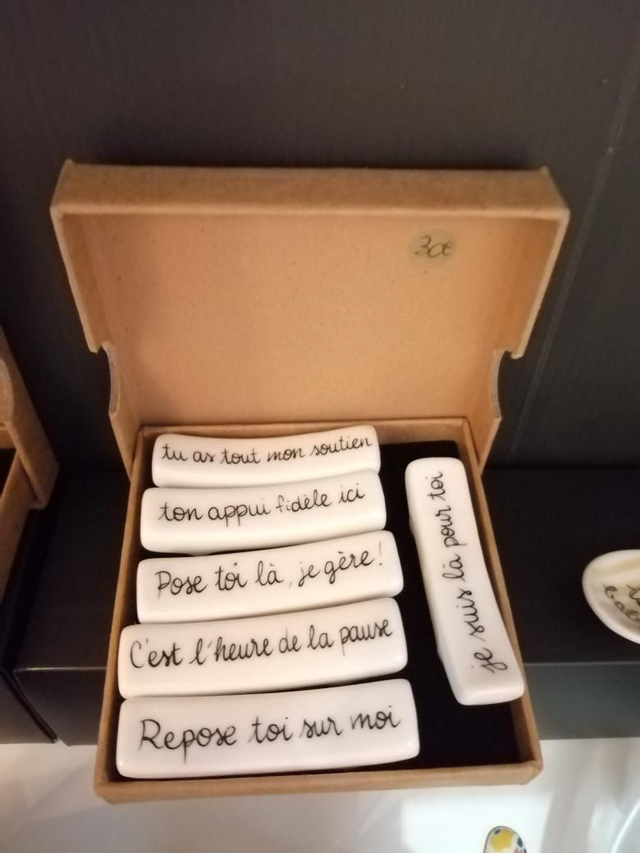 30€
tu as tout mon soutien
ton appui fidèle ici
Pose toi là, je gère!
C'est l'heure de la pause
Repose toi sur moi
je suis là pour toi